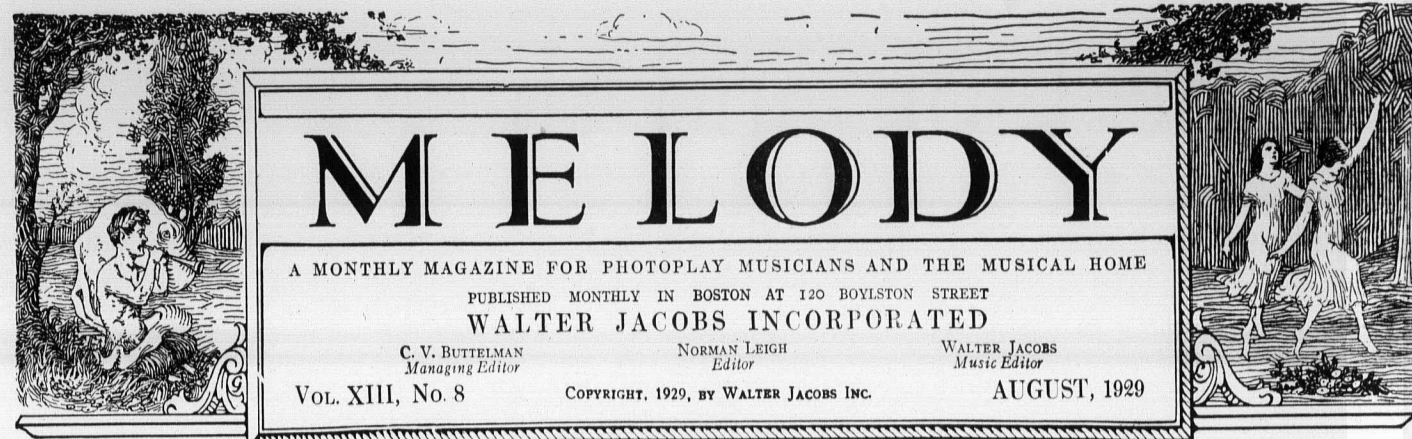 MELODY
A MONTHLY MAGAZINE FOR PHOTOPLAY MUSICIANS AND THE MUSICAL HOME
PUBLISHED MONTHLY IN BOSTON AT 120 BOYLSTON STREET
WALTER JACOBS INCORPORATED
C. V. BUTTELMAN NORMAN LEIGH WALTER JACOBS
Managing Editor Editor Music Editor
VOL. XIII, No. 8 COPYRIGHT, 1929, BY WALTER JACOBS INC. AUGUST, 1929